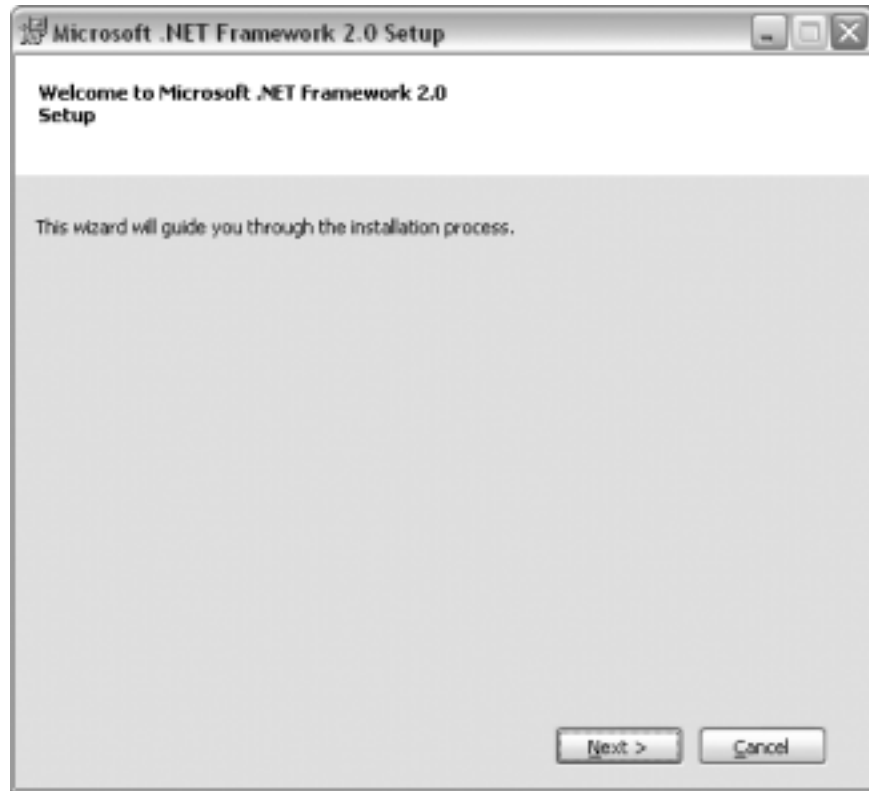 Microsoft .NET Framework 2.0 Setup
Welcome to Microsoft .NET Framework 2.0
Setup
This wizard will guide you through the installation process.
Next >
Cancel